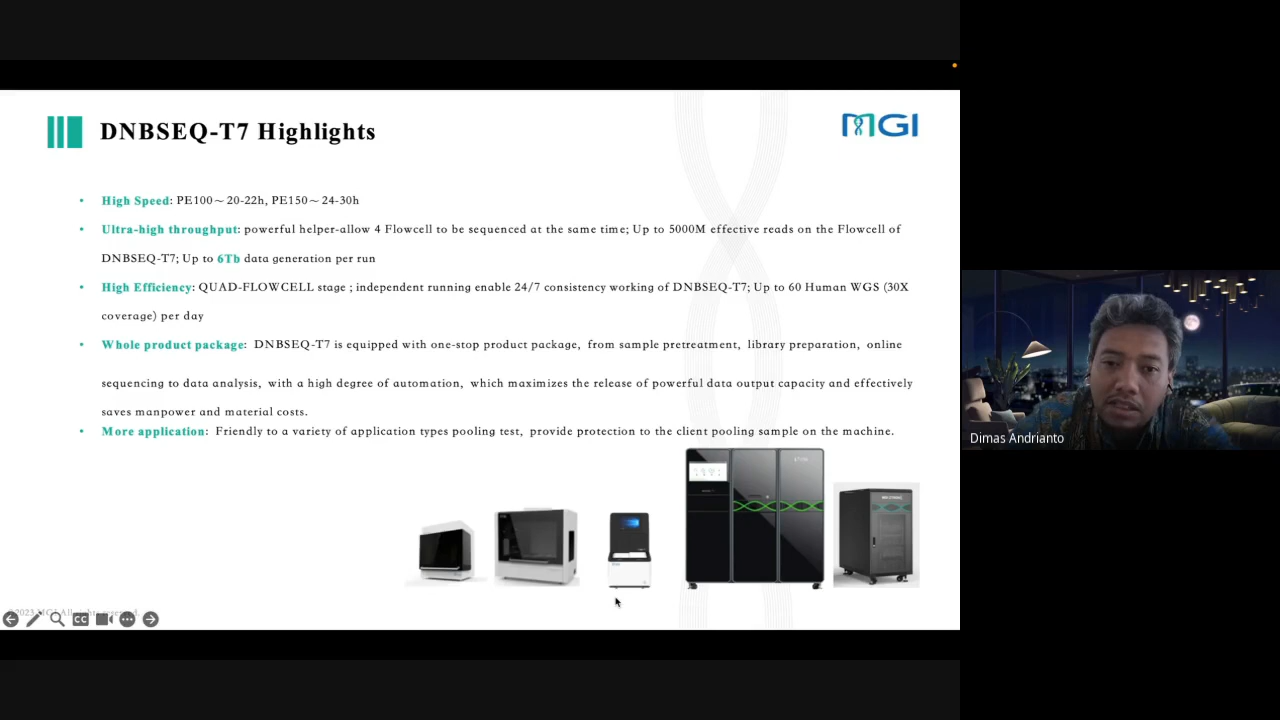 DNBSEQ-T7 Highlights
MGI
• High Speed: PE100～20-22h, PE150～24-30h
• Ultra-high throughput: powerful helper-allow 4 Flowcell to be sequenced at the same time; Up to 5000M effective reads on the Flowcell of
DNBSEQ-T7; Up to 6Tb data generation per run
• High Efficiency: QUAD-FLOWCELL stage ; independent running enable 24/7 consistency working of DNBSEQ-T7; Up to 60 Human WGS (30X
coverage) per day
• Whole product package: DNBSEQ-T7 is equipped with one-stop product package, from sample pretreatment, library preparation, online
sequencing to data analysis, with a high degree of automation, which maximizes the release of powerful data output capacity and effectively
saves manpower and material costs.
• More application: Friendly to a variety of application types pooling test, provide protection to the client pooling sample on the machine.
Dimas Andrianto
©2023 MGI All rights reserved.
CC